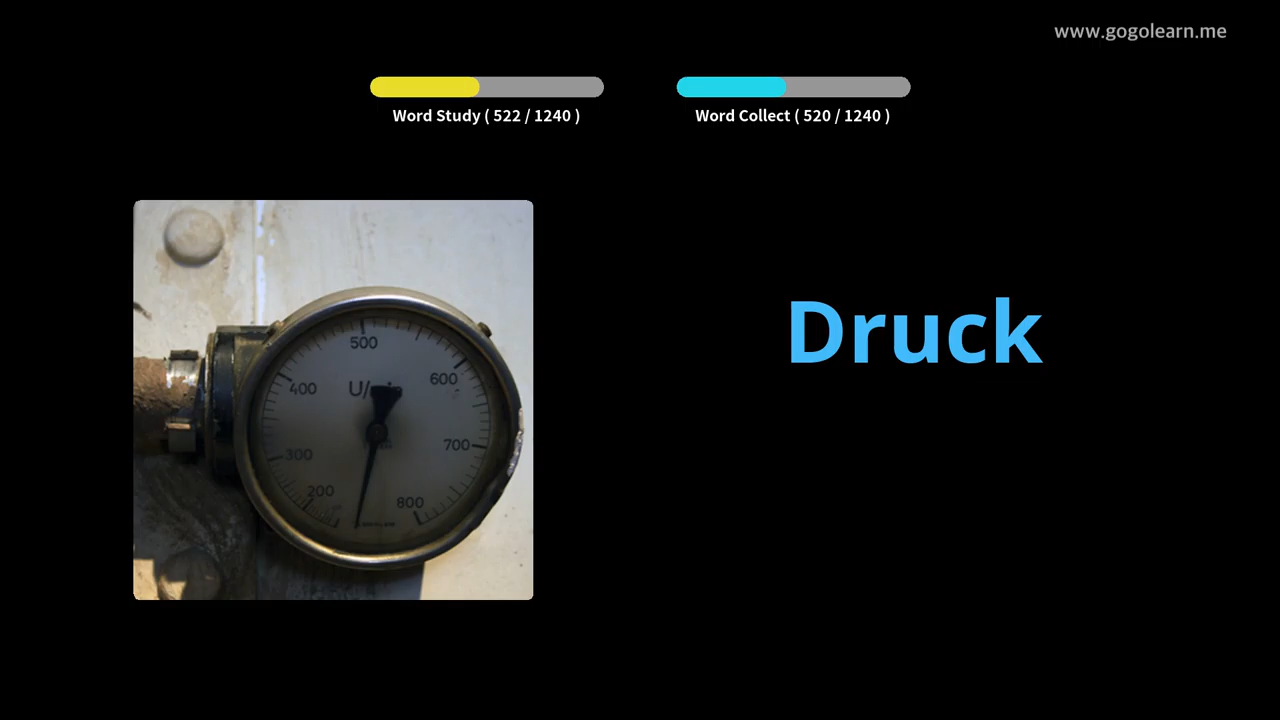 www.gogolearn.me
Word Study ( 522 / 1240 )
Word Collect ( 520 / 1240 )
Druck
500
400
600
300
700
200
800